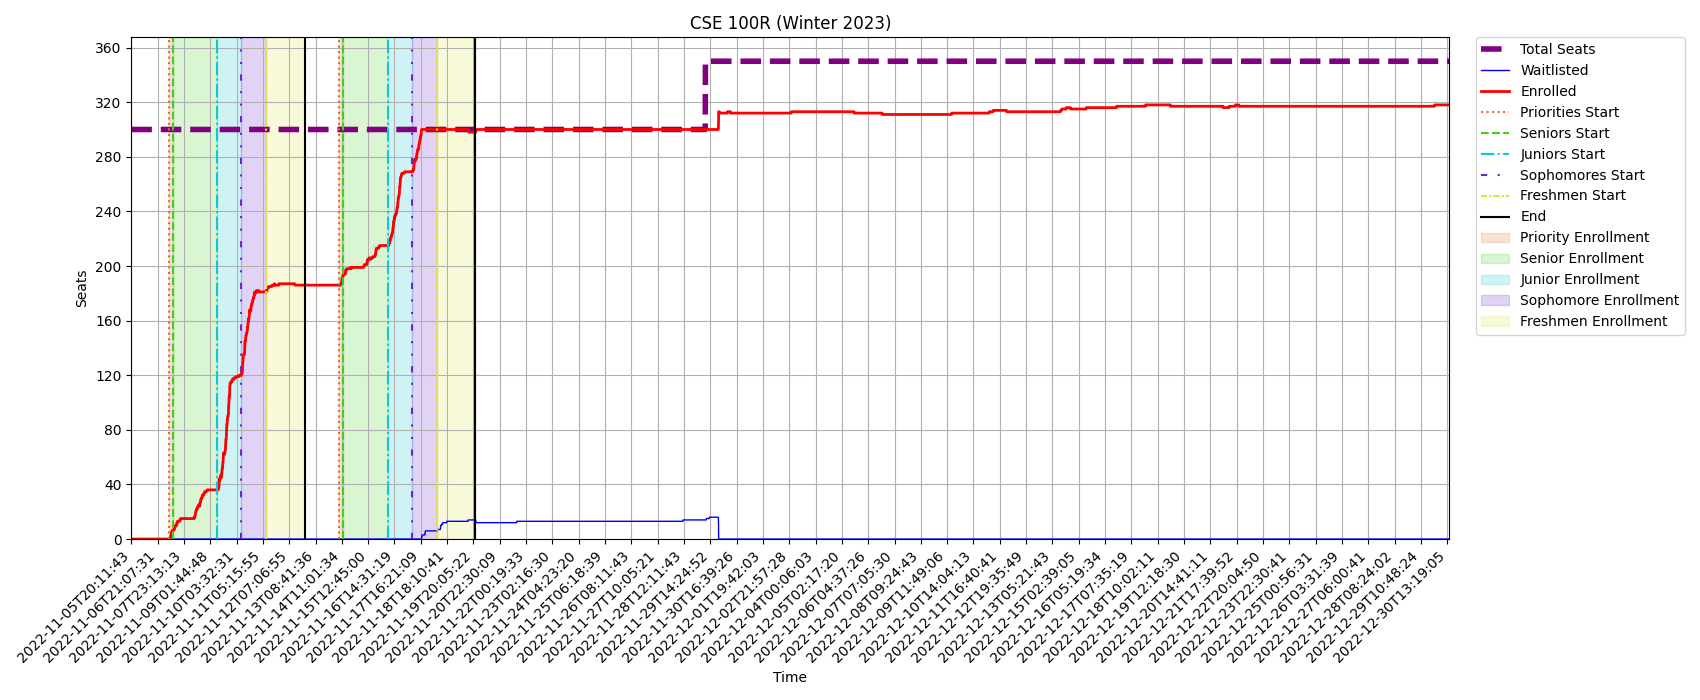 CSE 100R (Winter 2023)
Seats
360
320
280
240
200
160
120
80
40
0
2022-11-05T20:11:43
2022-11-06T21:07:31
2022-11-07T23:13:13
2022-11-09T01:44:48
2022-11-10T03:32:31
2022-11-11T05:15:55
2022-11-12T07:06:55
2022-11-13T08:41:36
2022-11-14T11:01:34
2022-11-15T12:45:00
2022-11-16T14:31:19
2022-11-17T16:21:09
2022-11-18T18:10:41
2022-11-19T20:05:22
2022-11-20T22:30:09
2022-11-22T00:19:33
2022-11-23T02:16:30
2022-11-24T04:23:20
2022-11-25T06:18:39
2022-11-26T08:11:43
2022-11-27T10:05:21
2022-11-28T12:11:43
2022-11-29T14:24:52
2022-11-30T16:39:26
2022-12-01T19:42:03
2022-12-02T21:57:28
2022-12-04T00:06:03
2022-12-05T02:17:20
2022-12-06T04:37:26
2022-12-07T07:05:30
2022-12-08T09:24:43
2022-12-09T11:49:06
2022-12-10T14:04:13
2022-12-11T16:40:41
2022-12-12T19:35:49
2022-12-13T05:21:43
2022-12-15T02:39:05
2022-12-16T05:19:34
2022-12-17T07:35:19
2022-12-18T10:02:11
2022-12-19T12:18:30
2022-12-20T14:41:11
2022-12-21T17:39:52
2022-12-22T20:04:50
2022-12-23T22:30:41
2022-12-25T00:56:31
2022-12-26T03:31:39
2022-12-27T06:00:41
2022-12-28T08:24:02
2022-12-29T10:48:24
2022-12-30T13:19:05
Time
Total Seats
Waitlisted
Enrolled
Priorities Start
Seniors Start
Juniors Start
Sophomores Start
Freshmen Start
End
Priority Enrollment
Senior Enrollment
Junior Enrollment
Sophomore Enrollment
Freshmen Enrollment